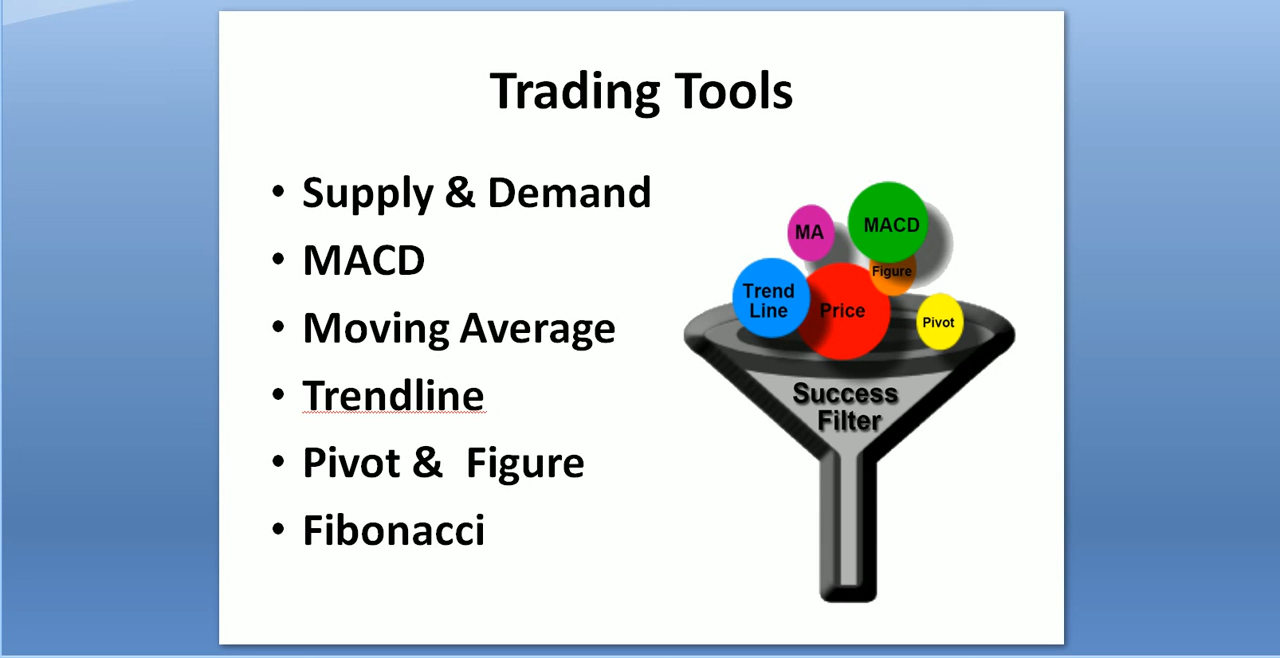 Trading Tools
• Supply & Demand
• MACD
• Moving Average
• Trendline
• Pivot &  Figure
• Fibonacci
MA
MACD
Figure
Trend
Line
Price
Pivot
Success
Filter